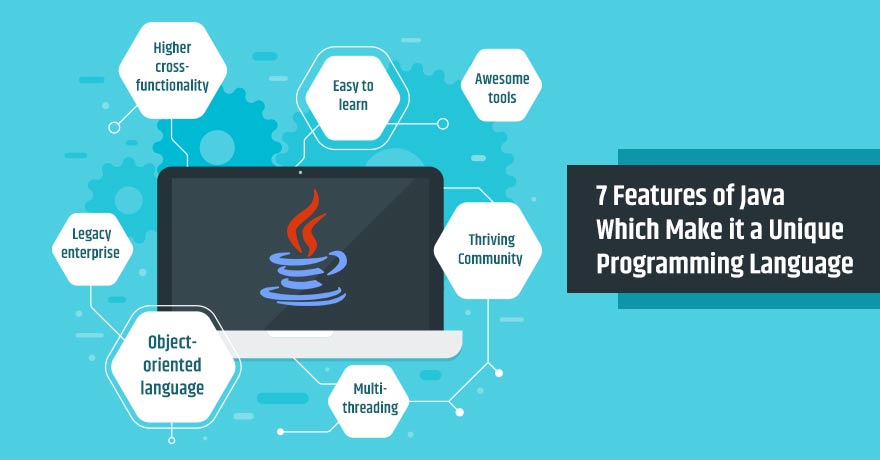 Higher
cross-
functionality
Easy to
learn
Awesome
tools
7 Features of Java
Which Make it a Unique
Programming Language
Legacy
enterprise
Thriving
Community
Object-
oriented
language
Multi-
threading